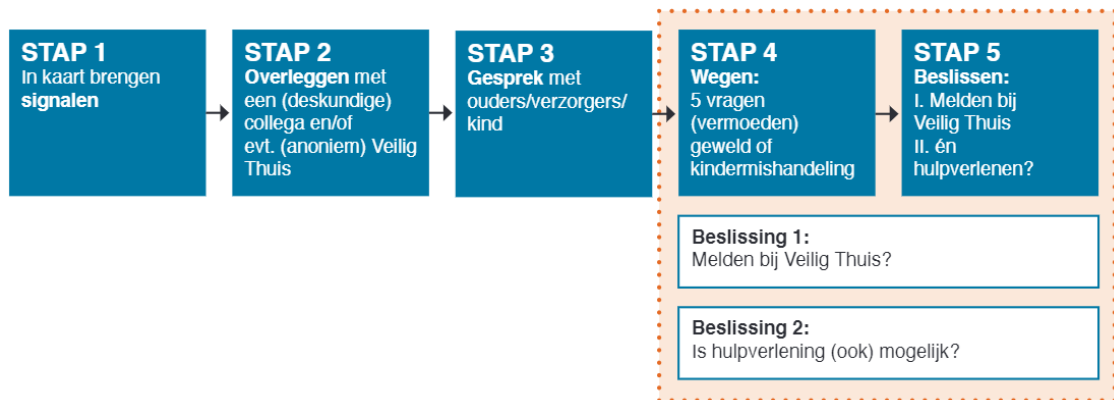 STAP 1
In kaart brengen
signalen
STAP 2
Overleggen met
een (deskundige)
collega en/of
evt. (anoniem) Veilig
Thuis
STAP 3
Gesprek met
ouders/verzorgers/
kind
STAP 4
Wegen:
5 vragen
(vermoeden)
geweld of
kindermishandeling
STAP 5
Beslissen:
I. Melden bij
Veilig Thuis
II. én
hulpverlenen?
Beslissing 1:
Melden bij Veilig Thuis?
Beslissing 2:
Is hulpverlening (ook) mogelijk?